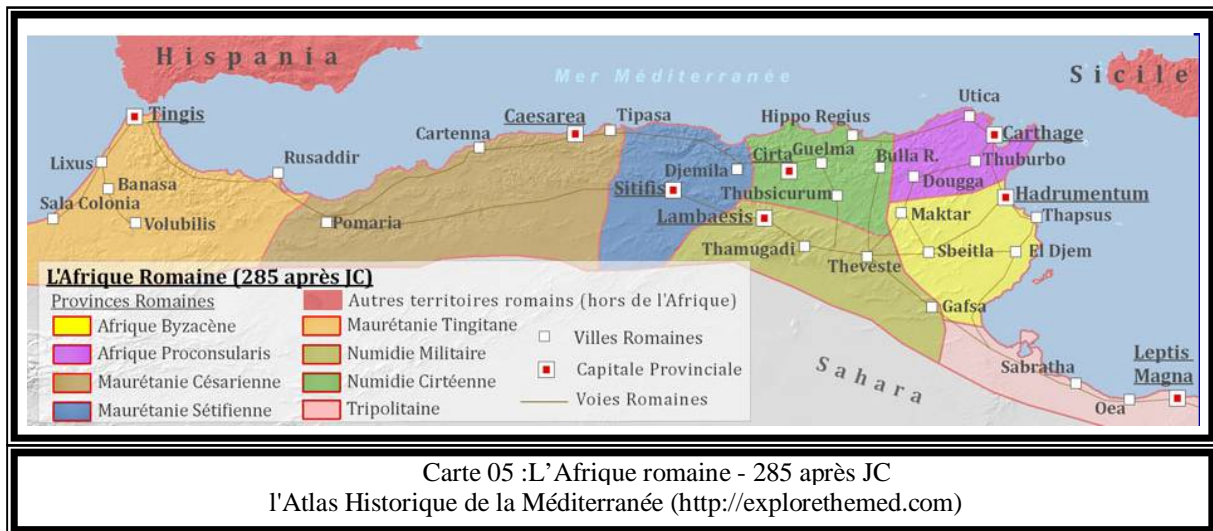 Hispania
Mer Méditerranée
Sicile
Tingis
Lixus
Banasa
Sala Colonia
Volubilis
Rusaddir
Pomaria
Cartenna
Caesarea
Tipasa
Sitifis
Djemila
Hippo Regius
Cirta
Guelma
Thubsicurum
Bulla R.
Utica
Carthage
Thuburbo
Dougga
Hadrumentum
Thapsus
Maktar
Lambaesis
Thamugadi
Theveste
Sbeitla
El Djem
Gafsa
Sahara
Sabratha
Oea
Leptis
Magna
L'Afrique Romaine (285 après JC)
Provinces Romaines
Afrique Byzacène
Afrique Proconsularis
Maurétanie Césarienne
Maurétanie Sétifienne
Autres territoires romains (hors de l'Afrique)
Maurétanie Tingitane
Numidie Militaire
Numidie Cirtéenne
Tripolitaine
Villes Romaines
Capitale Provinciale
Voies Romaines
Carte 05 :L'Afrique romaine - 285 après JC
l'Atlas Historique de la Méditerranée (http://explorethemed.com)